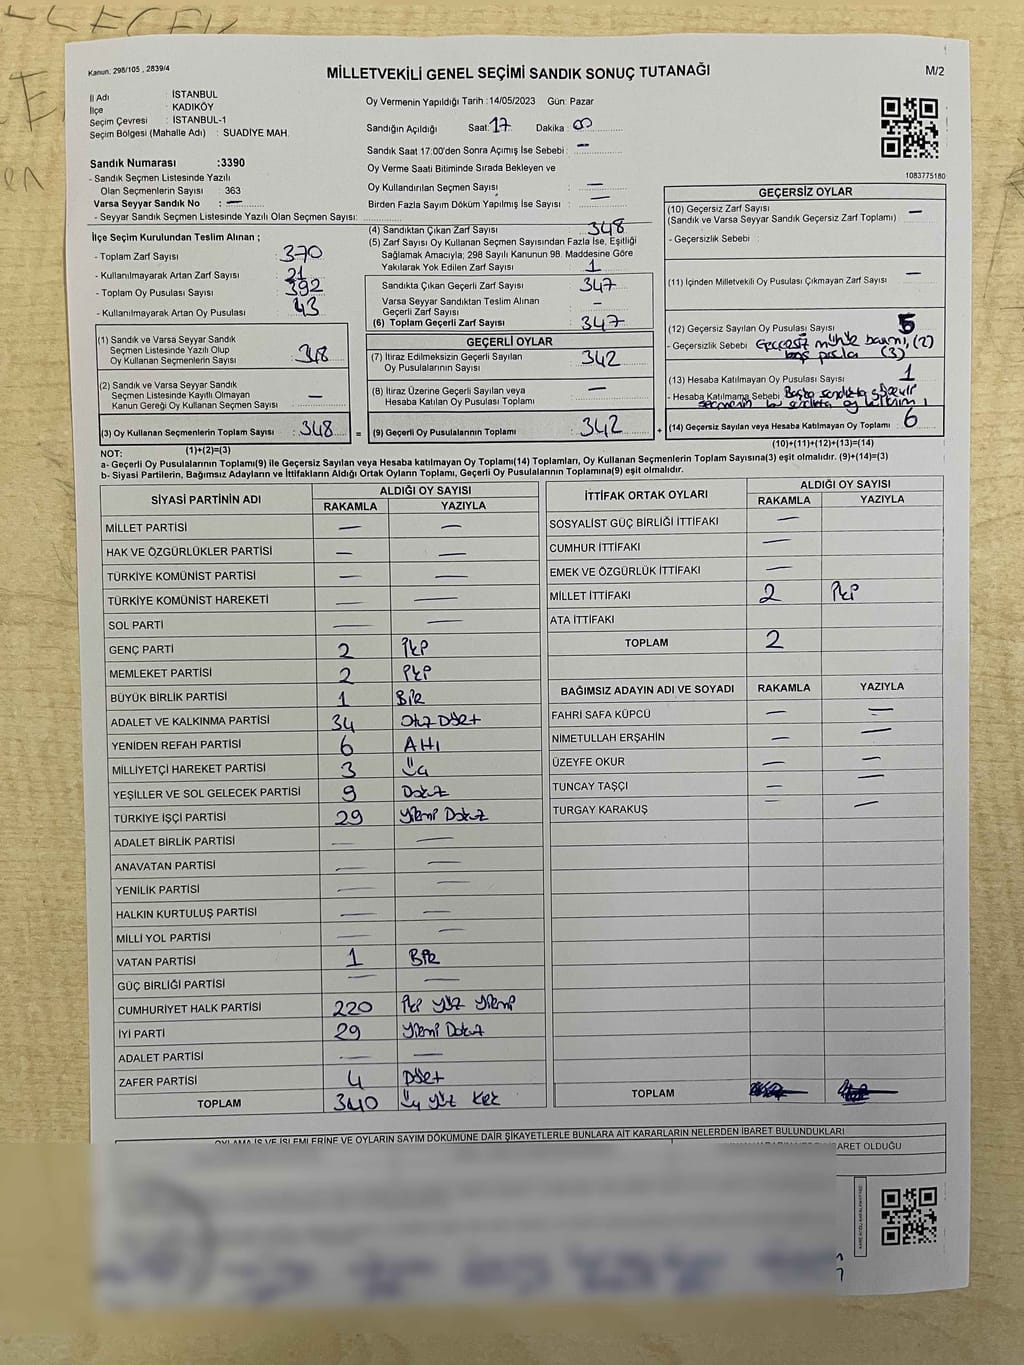 Kanun: 298/105 , 2839/4
MİLLETVEKİLİ GENEL SEÇİMİ SANDIK SONUÇ TUTANAĞI
M/2
İl Adı : İSTANBUL
İlçe : KADIKÖY
Seçim Çevresi : İSTANBUL-1
Seçim Bölgesi (Mahalle Adı) : SUADİYE MAH.
Oy Vermenin Yapıldığı Tarih :14/05/2023 Gün: Pazar
Sandığın Açıldığı Saat: 17 Dakika : 00
Sandık Saat 17:00'den Sonra Açımış İse Sebebi : —
Oy Verme Saati Bitiminde Sırada Bekleyen ve
Oy Kullandırılan Seçmen Sayısı : —
Birden Fazla Sayım Döküm Yapılmış İse Sayısı : —
Sandık Numarası :3390
- Sandık Seçmen Listesinde Yazılı
Olan Seçmenlerin Sayısı : 363
Varsa Seyyar Sandık No : —
- Seyyar Sandık Seçmen Listesinde Yazılı Olan Seçmen Sayısı:
1083775180
İlçe Seçim Kurulundan Teslim Alınan ;
- Toplam Zarf Sayısı : 370
- Kullanılmayarak Artan Zarf Sayısı : 21
- Toplam Oy Pusulası Sayısı : 392
- Kullanılmayarak Artan Oy Pusulası : 43
(4) Sandıktan Çıkan Zarf Sayısı : 348
(5) Zarf Sayısı Oy Kullanan Seçmen Sayısından Fazla İse, Eşitliği
Sağlamak Amacıyla; 298 Sayılı Kanunun 98. Maddesine Göre
Yakılarak Yok Edilen Zarf Sayısı : 1
Sandıkta Çıkan Geçerli Zarf Sayısı : 347
Varsa Seyyar Sandıktan Teslim Alınan
Geçerli Zarf Sayısı : —
(6) Toplam Geçerli Zarf Sayısı : 347
GEÇERSİZ OYLAR
(10) Geçersiz Zarf Sayısı —
(Sandık ve Varsa Seyyar Sandık Geçersiz Zarf Toplamı)
- Geçersizlik Sebebi :
(11) İçinden Milletvekili Oy Pusulası Çıkmayan Zarf Sayısı —
(12) Geçersiz Sayılan Oy Pusulası Sayısı 5
- Geçersizlik Sebebi : Geçersiz mühür basımı, (2)
boş pusla (3)
(13) Hesaba Katılmayan Oy Pusulası Sayısı 1
- Hesaba Katılmama Sebebi : Başka sandıkta
seçmenin bu sandıkta oy
(14) Geçersiz Sayılan veya Hesaba Katılmayan Oy Toplamı : 6
(10)+(11)+(12)+(13)=(14)
(1) Sandık ve Varsa Seyyar Sandık
Seçmen Listesinde Yazılı Olup
Oy Kullanan Seçmenlerin Sayısı : 348
(2) Sandık ve Varsa Seyyar Sandık
Seçmen Listesinde Kayıtlı Olmayan
Kanun Gereği Oy Kullanan Seçmen Sayısı : —
(3) Oy Kullanan Seçmenlerin Toplam Sayısı : 348 =
(1)+(2)=(3)
GEÇERLİ OYLAR
(7) İtiraz Edilmeksizin Geçerli Sayılan
Oy Pusulalarının Sayısı : 342
(8) İtiraz Üzerine Geçerli Sayılan veya
Hesaba Katılan Oy Pusulası Toplamı : —
(9) Geçerli Oy Pusulalarının Toplamı : 342 +
NOT:
a- Geçerli Oy Pusulalarının Toplamı(9) ile Geçersiz Sayılan veya Hesaba katılmayan Oy Toplamı(14) Toplamları, Oy Kullanan Seçmenlerin Toplam Sayısına(3) eşit olmalıdır. (9)+(14)=(3)
b- Siyasi Partilerin, Bağımsız Adayların ve İttifakların Aldığı Ortak Oyların Toplamı, Geçerli Oy Pusulalarının Toplamına(9) eşit olmalıdır.
SİYASİ PARTİNİN ADI ALDIĞI OY SAYISI
RAKAMLA YAZIYLA
MİLLET PARTİSİ — —
HAK VE ÖZGÜRLÜKLER PARTİSİ — —
TÜRKİYE KOMÜNİST PARTİSİ — —
TÜRKİYE KOMÜNİST HAREKETİ — —
SOL PARTİ — —
GENÇ PARTİ 2 İki
MEMLEKET PARTİSİ 2 İki
BÜYÜK BİRLİK PARTİSİ 1 Bir
ADALET VE KALKINMA PARTİSİ 34 Otuz Dört
YENİDEN REFAH PARTİSİ 6 Altı
MİLLİYETÇİ HAREKET PARTİSİ 3 Üç
YEŞİLLER VE SOL GELECEK PARTİSİ 9 Dokuz
TÜRKİYE İŞÇİ PARTİSİ 29 Yirmi Dokuz
ADALET BİRLİK PARTİSİ — —
ANAVATAN PARTİSİ — —
YENİLİK PARTİSİ — —
HALKIN KURTULUŞ PARTİSİ — —
MİLLİ YOL PARTİSİ — —
VATAN PARTİSİ 1 Bir
GÜÇ BİRLİĞİ PARTİSİ — —
CUMHURİYET HALK PARTİSİ 220 İki Yüz Yirmi
İYİ PARTİ 29 Yirmi Dokuz
ADALET PARTİSİ — —
ZAFER PARTİSİ 4 Dört
TOPLAM 340 Üç Yüz Kırk
İTTİFAK ORTAK OYLARI ALDIĞI OY SAYISI
RAKAMLA YAZIYLA
SOSYALİST GÜÇ BİRLİĞİ İTTİFAKI —
CUMHUR İTTİFAKI —
EMEK VE ÖZGÜRLÜK İTTİFAKI —
MİLLET İTTİFAKI 2 İki
ATA İTTİFAKI
TOPLAM 2
BAĞIMSIZ ADAYIN ADI VE SOYADI RAKAMLA YAZIYLA
FAHRİ SAFA KÜPCÜ — —
NİMETULLAH ERŞAHİN — —
ÜZEYFE OKUR — —
TUNCAY TAŞÇI — —
TURGAY KARAKUŞ — —
TOPLAM
OYLAMA İŞ VE İŞLEMLERİNE VE OYLARIN SAYIM DÖKÜMÜNE DAİR ŞİKAYETLERLE BUNLARA AİT KARARLARIN NELERDEN İBARET BULUNDUKLARI
İBARET OLDUĞU